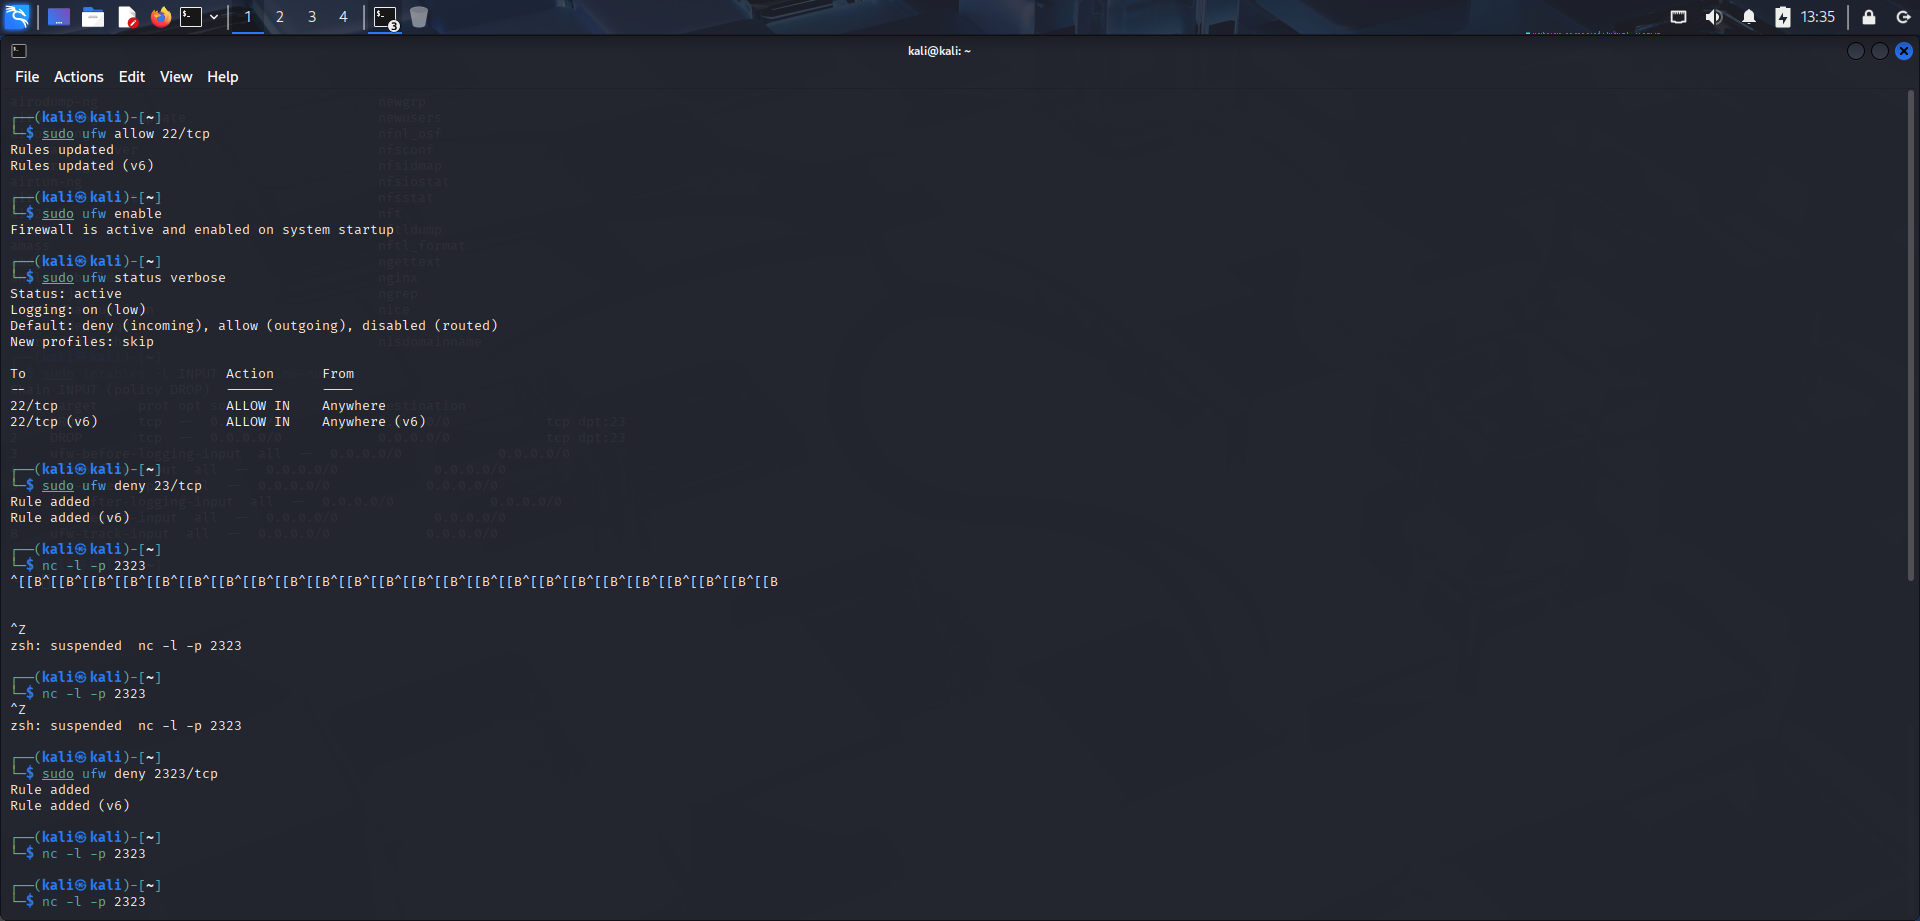 1 2 3 4 3 13:35
kali@kali: ~
File Actions Edit View Help
┌──(kali㉿kali)-[~]
└─$ sudo ufw allow 22/tcp
Rules updated
Rules updated (v6)
┌──(kali㉿kali)-[~]
└─$ sudo ufw enable
Firewall is active and enabled on system startup
┌──(kali㉿kali)-[~]
└─$ sudo ufw status verbose
Status: active
Logging: on (low)
Default: deny (incoming), allow (outgoing), disabled (routed)
New profiles: skip
To Action From
-- ------ ----
22/tcp ALLOW IN Anywhere
22/tcp (v6) ALLOW IN Anywhere (v6)
┌──(kali㉿kali)-[~]
└─$ sudo ufw deny 23/tcp
Rule added
Rule added (v6)
┌──(kali㉿kali)-[~]
└─$ nc -l -p 2323
^[[B^[[B^[[B^[[B^[[B^[[B^[[B^[[B^[[B^[[B^[[B^[[B^[[B^[[B^[[B^[[B^[[B^[[B^[[B^[[B^[[B^[[B^[[B^[[B
^Z
zsh: suspended  nc -l -p 2323
┌──(kali㉿kali)-[~]
└─$ nc -l -p 2323
^Z
zsh: suspended  nc -l -p 2323
┌──(kali㉿kali)-[~]
└─$ sudo ufw deny 2323/tcp
Rule added
Rule added (v6)
┌──(kali㉿kali)-[~]
└─$ nc -l -p 2323
┌──(kali㉿kali)-[~]
└─$ nc -l -p 2323